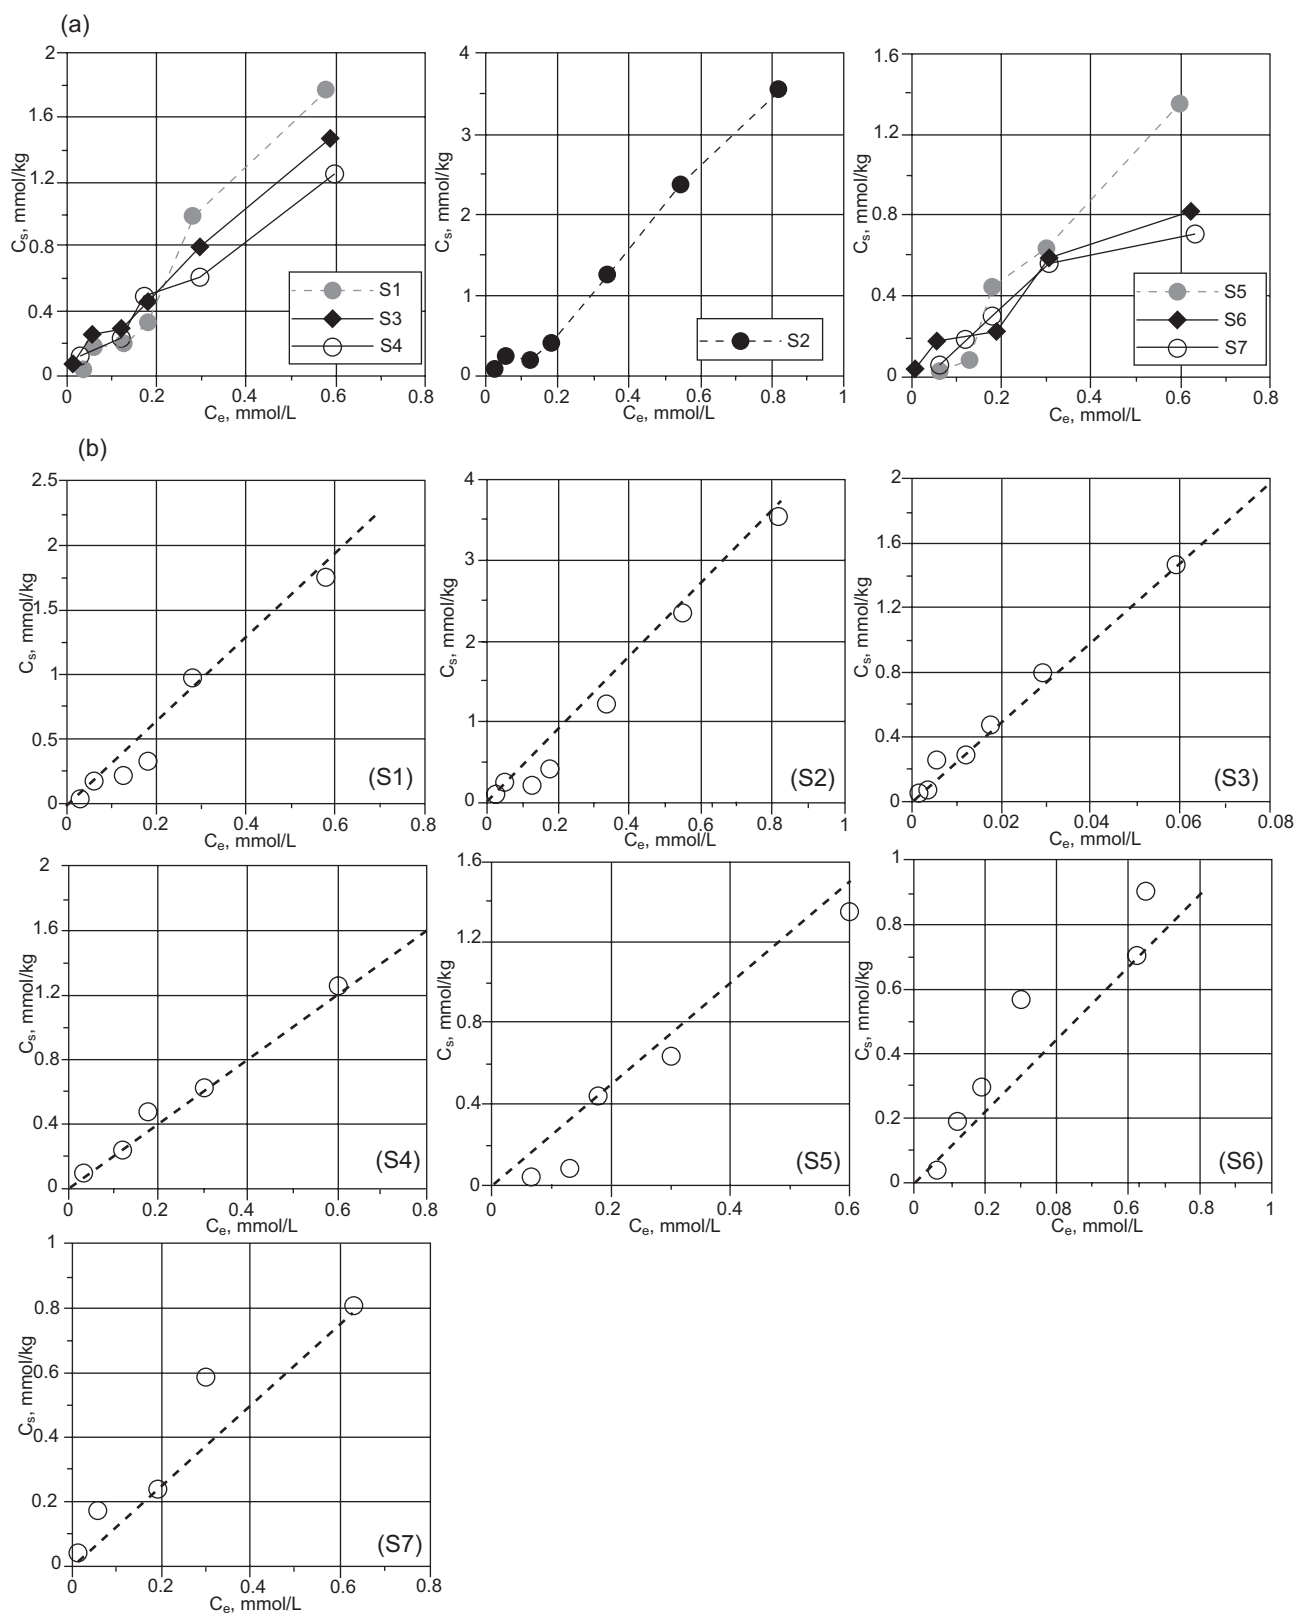 (a)
2
1.6
1.2
0.8
0.4
0
0 0.2 0.4 0.6 0.8
Cs, mmol/kg
Ce, mmol/L
S1
S3
S4
4
3
2
1
0
0 0.2 0.4 0.6 0.8 1
Cs, mmol/kg
Ce, mmol/L
S2
1.6
1.2
0.8
0.4
0
0 0.2 0.4 0.6 0.8
Cs, mmol/kg
Ce, mmol/L
S5
S6
S7
(b)
2.5
2
1.5
1
0.5
0
0 0.2 0.4 0.6 0.8
Cs, mmol/kg
Ce, mmol/L
(S1)
4
3
2
1
0
0 0.2 0.4 0.6 0.8 1
Cs, mmol/kg
Ce, mmol/L
(S2)
2
1.6
1.2
0.8
0.4
0
0 0.02 0.04 0.06 0.08
Cs, mmol/kg
Ce, mmol/L
(S3)
2
1.6
1.2
0.8
0.4
0
0 0.2 0.4 0.6 0.8
Cs, mmol/kg
Ce, mmol/L
(S4)
1.6
1.2
0.8
0.4
0
0 0.2 0.4 0.6
Cs, mmol/kg
Ce, mmol/L
(S5)
1
0.8
0.6
0.4
0.2
0
0 0.2 0.08 0.6 0.8 1
Cs, mmol/kg
Ce, mmol/L
(S6)
1
0.8
0.6
0.4
0.2
0
0 0.2 0.4 0.6 0.8
Cs, mmol/kg
Ce, mmol/L
(S7)